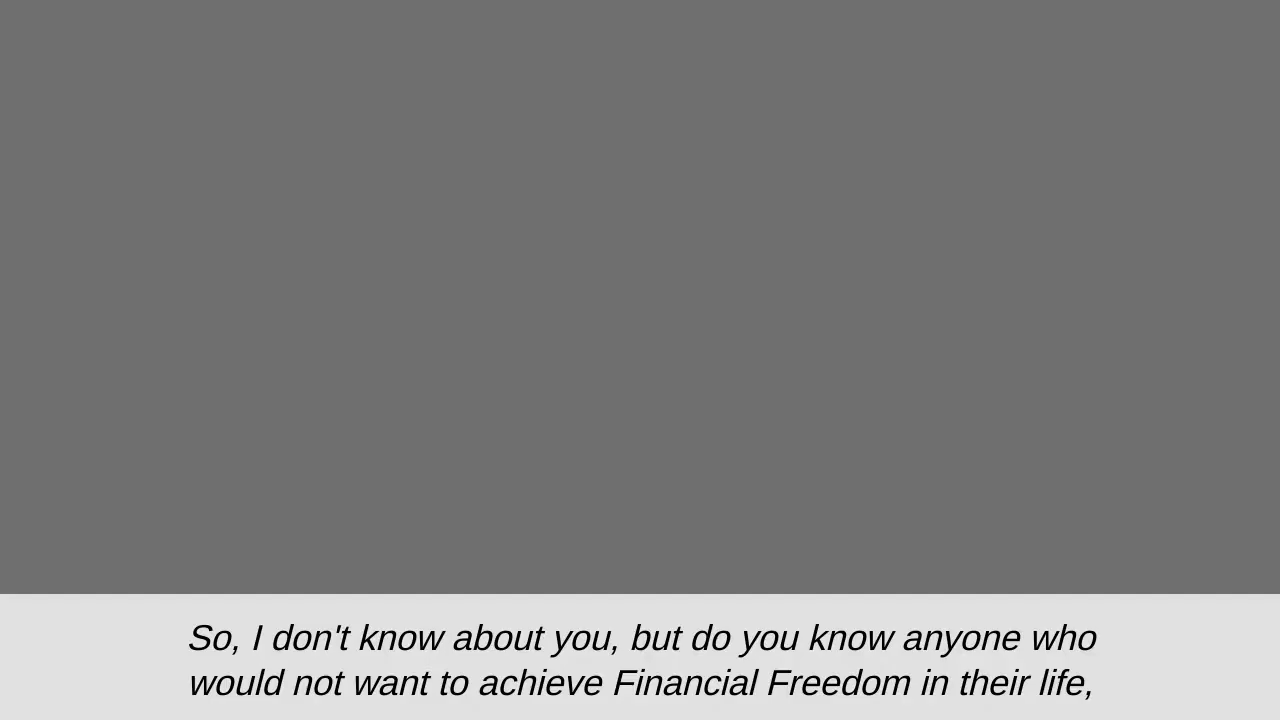 So, I don't know about you, but do you know anyone who
would not want to achieve Financial Freedom in their life,